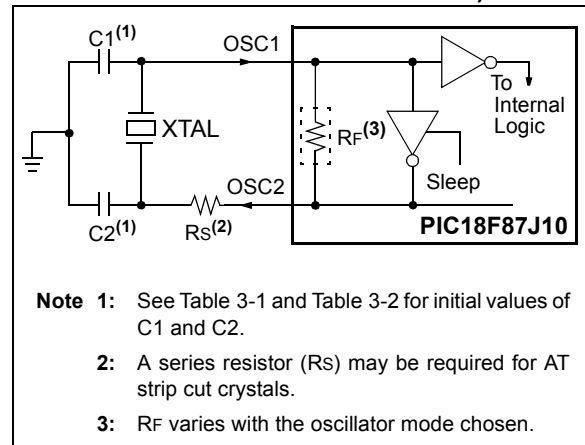 C1(1)
OSC1
To
Internal
Logic
XTAL
RF(3)
Sleep
OSC2
C2(1)
RS(2)
PIC18F87J10
Note 1: See Table 3-1 and Table 3-2 for initial values of
C1 and C2.
2: A series resistor (RS) may be required for AT
strip cut crystals.
3: RF varies with the oscillator mode chosen.